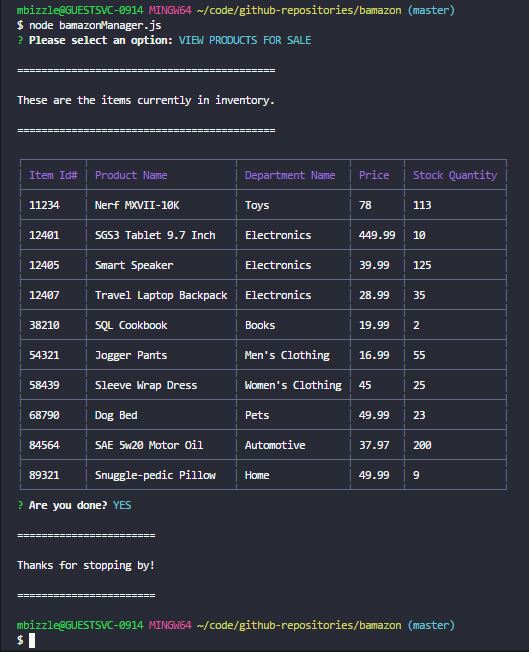 mbizzle@GUESTSVC-0914 MINGW64 ~/code/github-repositories/bamazon (master)
$ node bamazonManager.js
? Please select an option: VIEW PRODUCTS FOR SALE
===========================================
These are the items currently in inventory.
===========================================
Item Id# Product Name Department Name Price Stock Quantity
11234 Nerf MXVII-10K Toys 78 113
12401 SGS3 Tablet 9.7 Inch Electronics 449.99 10
12405 Smart Speaker Electronics 39.99 125
12407 Travel Laptop Backpack Electronics 28.99 35
38210 SQL Cookbook Books 19.99 2
54321 Jogger Pants Men's Clothing 16.99 55
58439 Sleeve Wrap Dress Women's Clothing 45 25
68790 Dog Bed Pets 49.99 23
84564 SAE 5w20 Motor Oil Automotive 37.97 200
89321 Snuggle-pedic Pillow Home 49.99 9
? Are you done? YES
=======================
Thanks for stopping by!
=======================
mbizzle@GUESTSVC-0914 MINGW64 ~/code/github-repositories/bamazon (master)
$